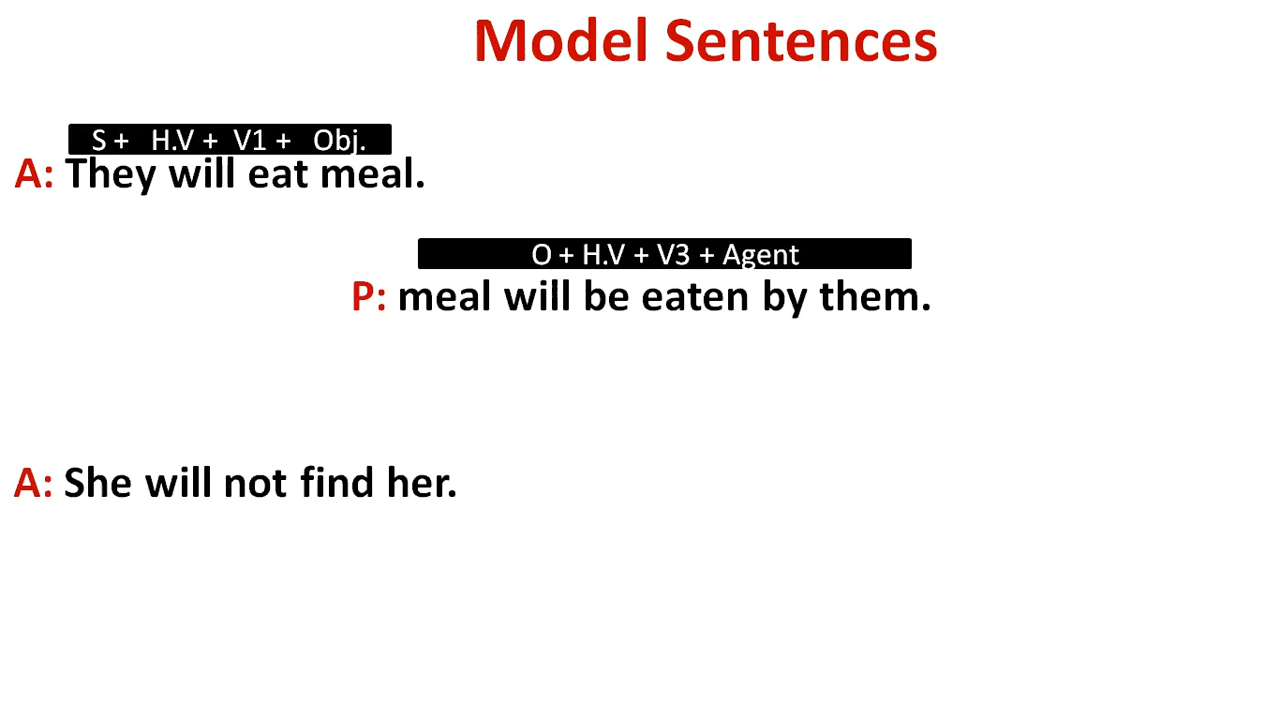 Model Sentences
S + H.V + V1 + Obj.
A: They will eat meal.
O + H.V + V3 + Agent
P: meal will be eaten by them.
A: She will not find her.